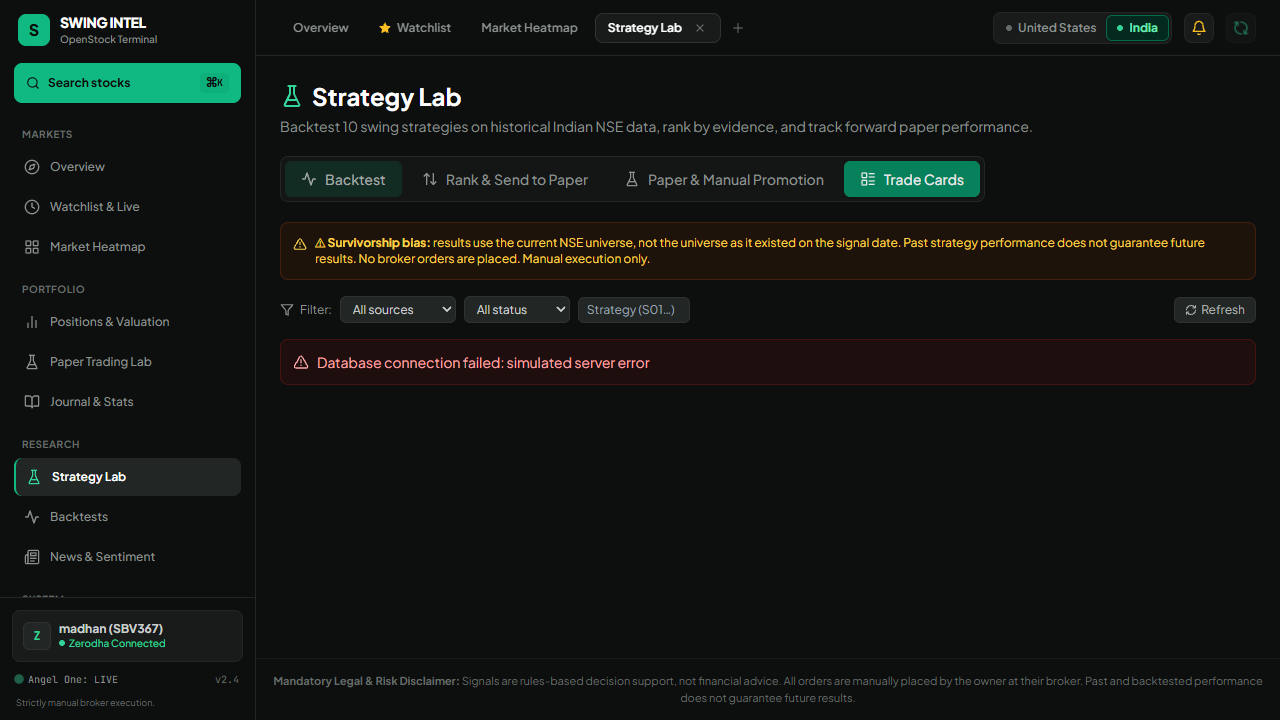 S
SWING INTEL
OpenStock Terminal
Search stocks
⌘K
MARKETS
Overview
Watchlist & Live
Market Heatmap
PORTFOLIO
Positions & Valuation
Paper Trading Lab
Journal & Stats
RESEARCH
Strategy Lab
Backtests
News & Sentiment
Z
madhan (SBV367)
Zerodha Connected
Angel One: LIVE
v2.4
Strictly manual broker execution.
Overview
Watchlist
Market Heatmap
Strategy Lab
United States
India
Strategy Lab
Backtest 10 swing strategies on historical Indian NSE data, rank by evidence, and track forward paper performance.
Backtest
Rank & Send to Paper
Paper & Manual Promotion
Trade Cards
⚠ Survivorship bias: results use the current NSE universe, not the universe as it existed on the signal date. Past strategy performance does not guarantee future
results. No broker orders are placed. Manual execution only.
Filter:
All sources
All status
Strategy (S01…)
Refresh
Database connection failed: simulated server error
Mandatory Legal & Risk Disclaimer: Signals are rules-based decision support, not financial advice. All orders are manually placed by the owner at their broker. Past and backtested performance
does not guarantee future results.